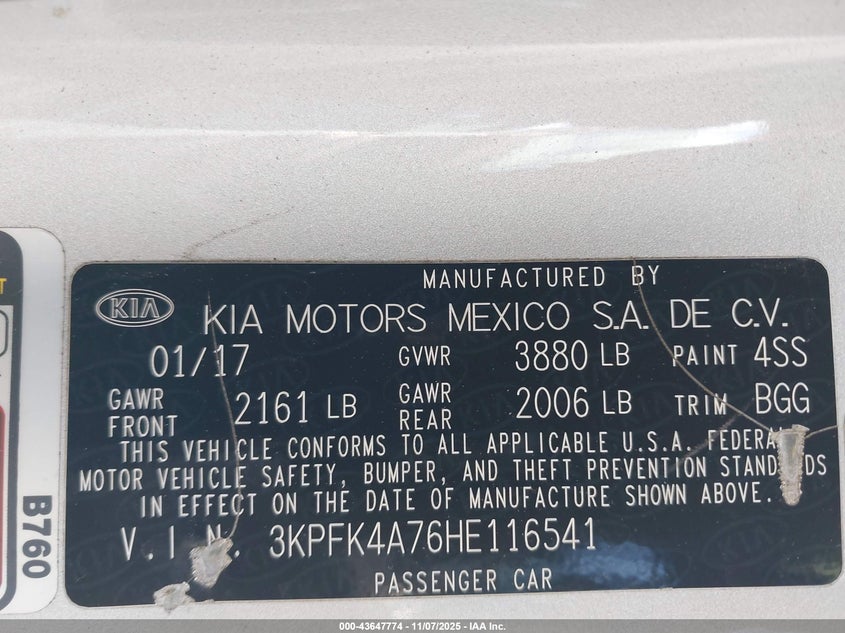 MANUFACTURED BY
KIA KIA MOTORS MEXICO S.A. DE C.V.
01/17 GVWR 3880 LB PAINT 4SS
GAWR FRONT 2161 LB GAWR REAR 2006 LB TRIM BGG
THIS VEHICLE CONFORMS TO ALL APPLICABLE U.S.A. FEDERAL
MOTOR VEHICLE SAFETY, BUMPER, AND THEFT PREVENTION STANDARDS
IN EFFECT ON THE DATE OF MANUFACTURE SHOWN ABOVE.
V.I.N. 3KPFK4A76HE116541
PASSENGER CAR
B760
000-43647774 | 11/07/2025 - IAA Inc.